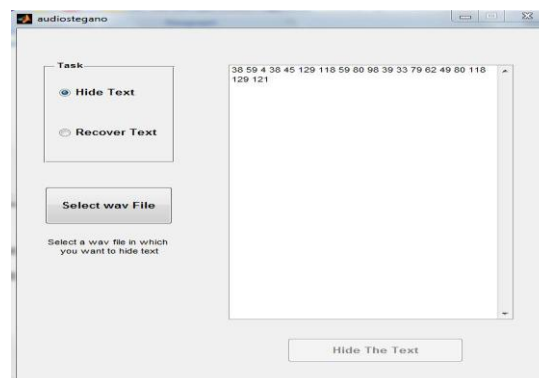 audiostegano
Task
Hide Text
Recover Text
Select wav File
Select a wav file in which
you want to hide text
38 59 4 38 45 129 118 59 80 98 39 33 79 62 49 80 118
129 121
Hide The Text